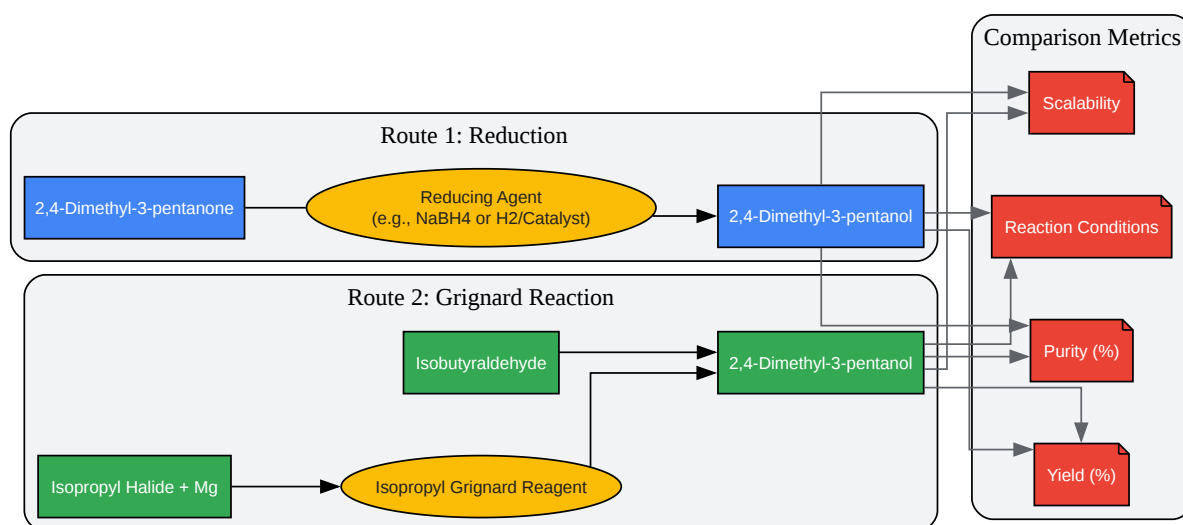 Comparison Metrics
Scalability
Route 1: Reduction
2,4-Dimethyl-3-pentanone
Reducing Agent
(e.g., NaBH4 or H2/Catalyst)
2,4-Dimethyl-3-pentanol
Reaction Conditions
Route 2: Grignard Reaction
Isobutyraldehyde
2,4-Dimethyl-3-pentanol
Purity (%)
Isopropyl Halide + Mg
Isopropyl Grignard Reagent
Yield (%)